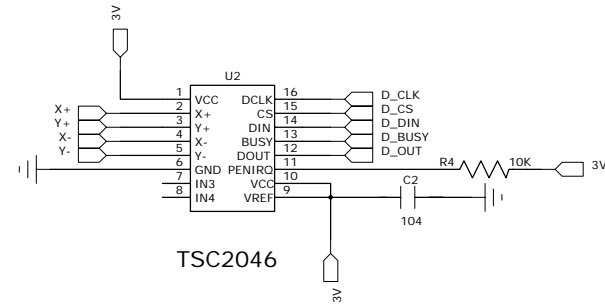 3V
U2
1 VCC DCLK 16 D_CLK
X+ 2 X+ CS 15 D_CS
Y+ 3 Y+ DIN 14 D_DIN
X- 4 X- BUSY 13 D_BUSY
Y- 5 Y- DOUT 12 D_OUT
6 GND PENIRQ 11 R4 10K 3V
7 IN3 VCC 10 C2
8 IN4 VREF 9
104
TSC2046
3V